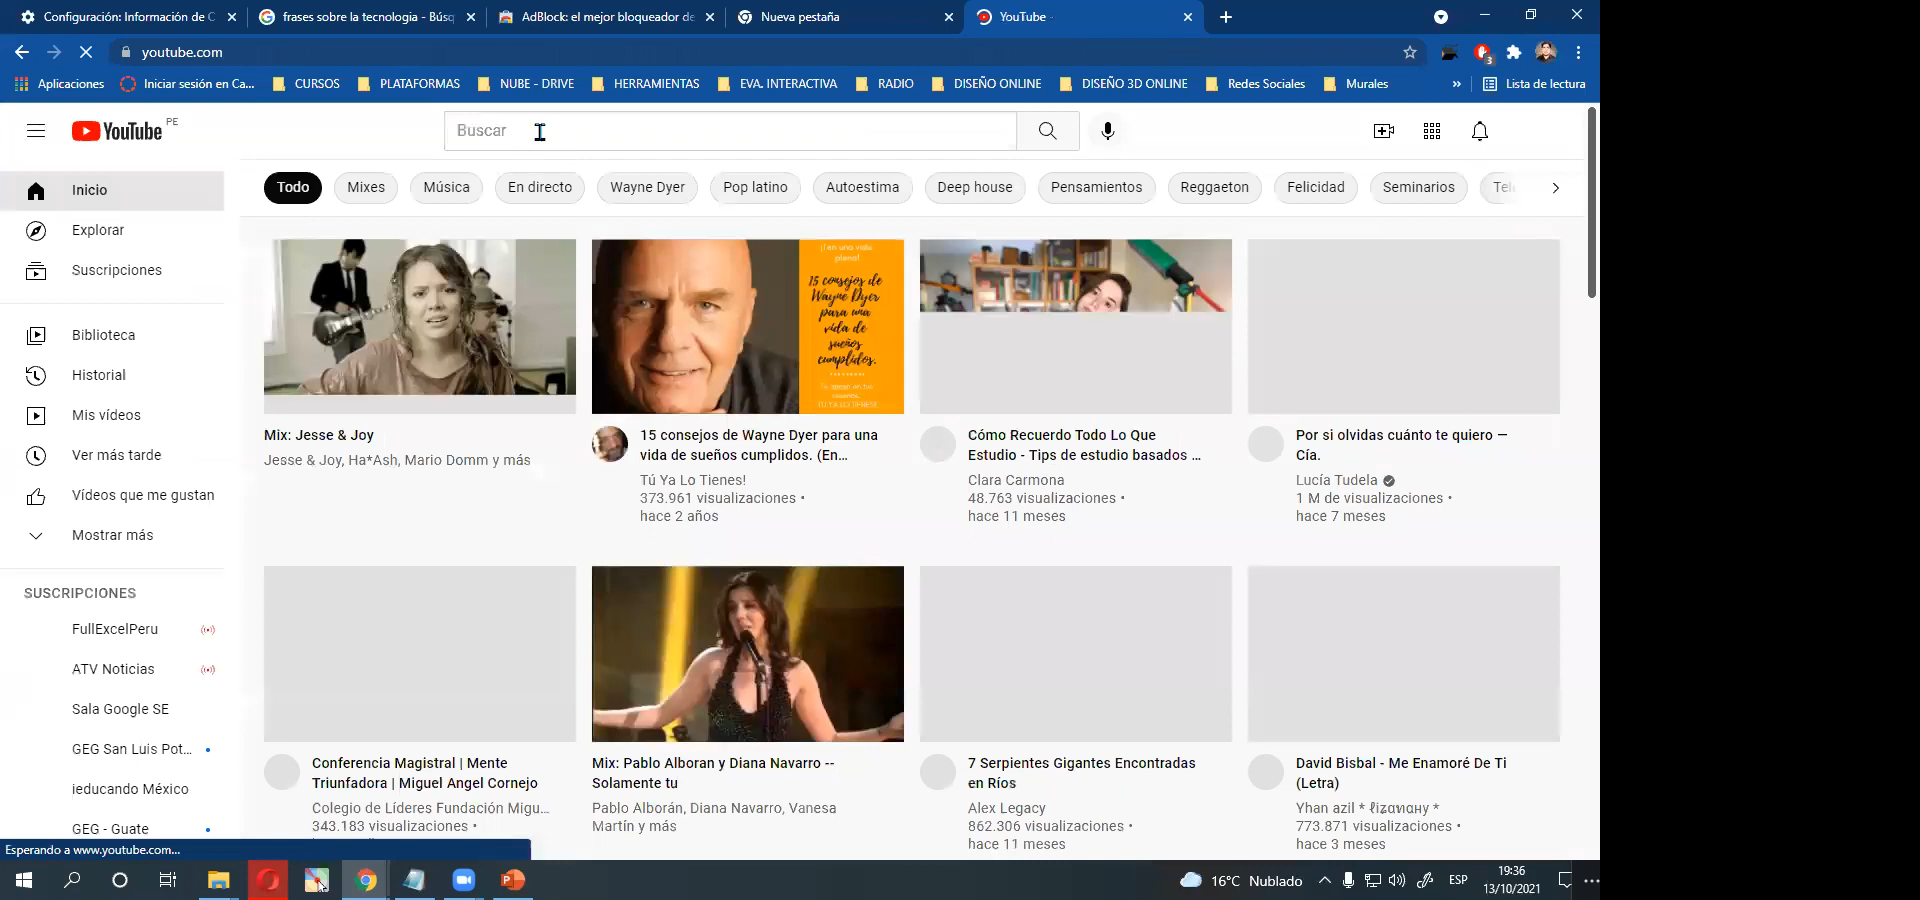 Configuración: Información de C
frases sobre la tecnologia - Búsq
AdBlock: el mejor bloqueador de
Nueva pestaña
YouTube
youtube.com
3
Aplicaciones
Iniciar sesión en Ca...
CURSOS
PLATAFORMAS
NUBE - DRIVE
HERRAMIENTAS
EVA. INTERACTIVA
RADIO
DISEÑO ONLINE
DISEÑO 3D ONLINE
Redes Sociales
Murales
»
Lista de lectura
YouTube PE
Buscar
Todo
Mixes
Música
En directo
Wayne Dyer
Pop latino
Autoestima
Deep house
Pensamientos
Reggaeton
Felicidad
Seminarios
Inicio
Explorar
Suscripciones
Biblioteca
Historial
Mis vídeos
Ver más tarde
Vídeos que me gustan
Mostrar más
SUSCRIPCIONES
FullExcelPeru
ATV Noticias
Sala Google SE
GEG San Luis Pot...
ieducando México
GEG - Guate
15 consejos de
Wayne Dyer
para una
vida de
sueños
cumplidos.
Mix: Jesse & Joy
Jesse & Joy, Ha*Ash, Mario Domm y más
15 consejos de Wayne Dyer para una
vida de sueños cumplidos. (En...
Tú Ya Lo Tienes!
373.961 visualizaciones •
hace 2 años
Cómo Recuerdo Todo Lo Que
Estudio - Tips de estudio basados ...
Clara Carmona
48.763 visualizaciones •
hace 11 meses
Por si olvidas cuánto te quiero —
Cía.
Lucía Tudela
1 M de visualizaciones •
hace 7 meses
Conferencia Magistral | Mente
Triunfadora | Miguel Angel Cornejo
Colegio de Líderes Fundación Migu...
343.183 visualizaciones •
Mix: Pablo Alboran y Diana Navarro --
Solamente tu
Pablo Alborán, Diana Navarro, Vanesa
Martín y más
7 Serpientes Gigantes Encontradas
en Ríos
Alex Legacy
862.306 visualizaciones •
hace 11 meses
David Bisbal - Me Enamoré De Ti
(Letra)
Yhan azil *
773.871 visualizaciones •
hace 3 meses
Esperando a www.youtube.com...
16°C Nublado
ESP
19:36
13/10/2021